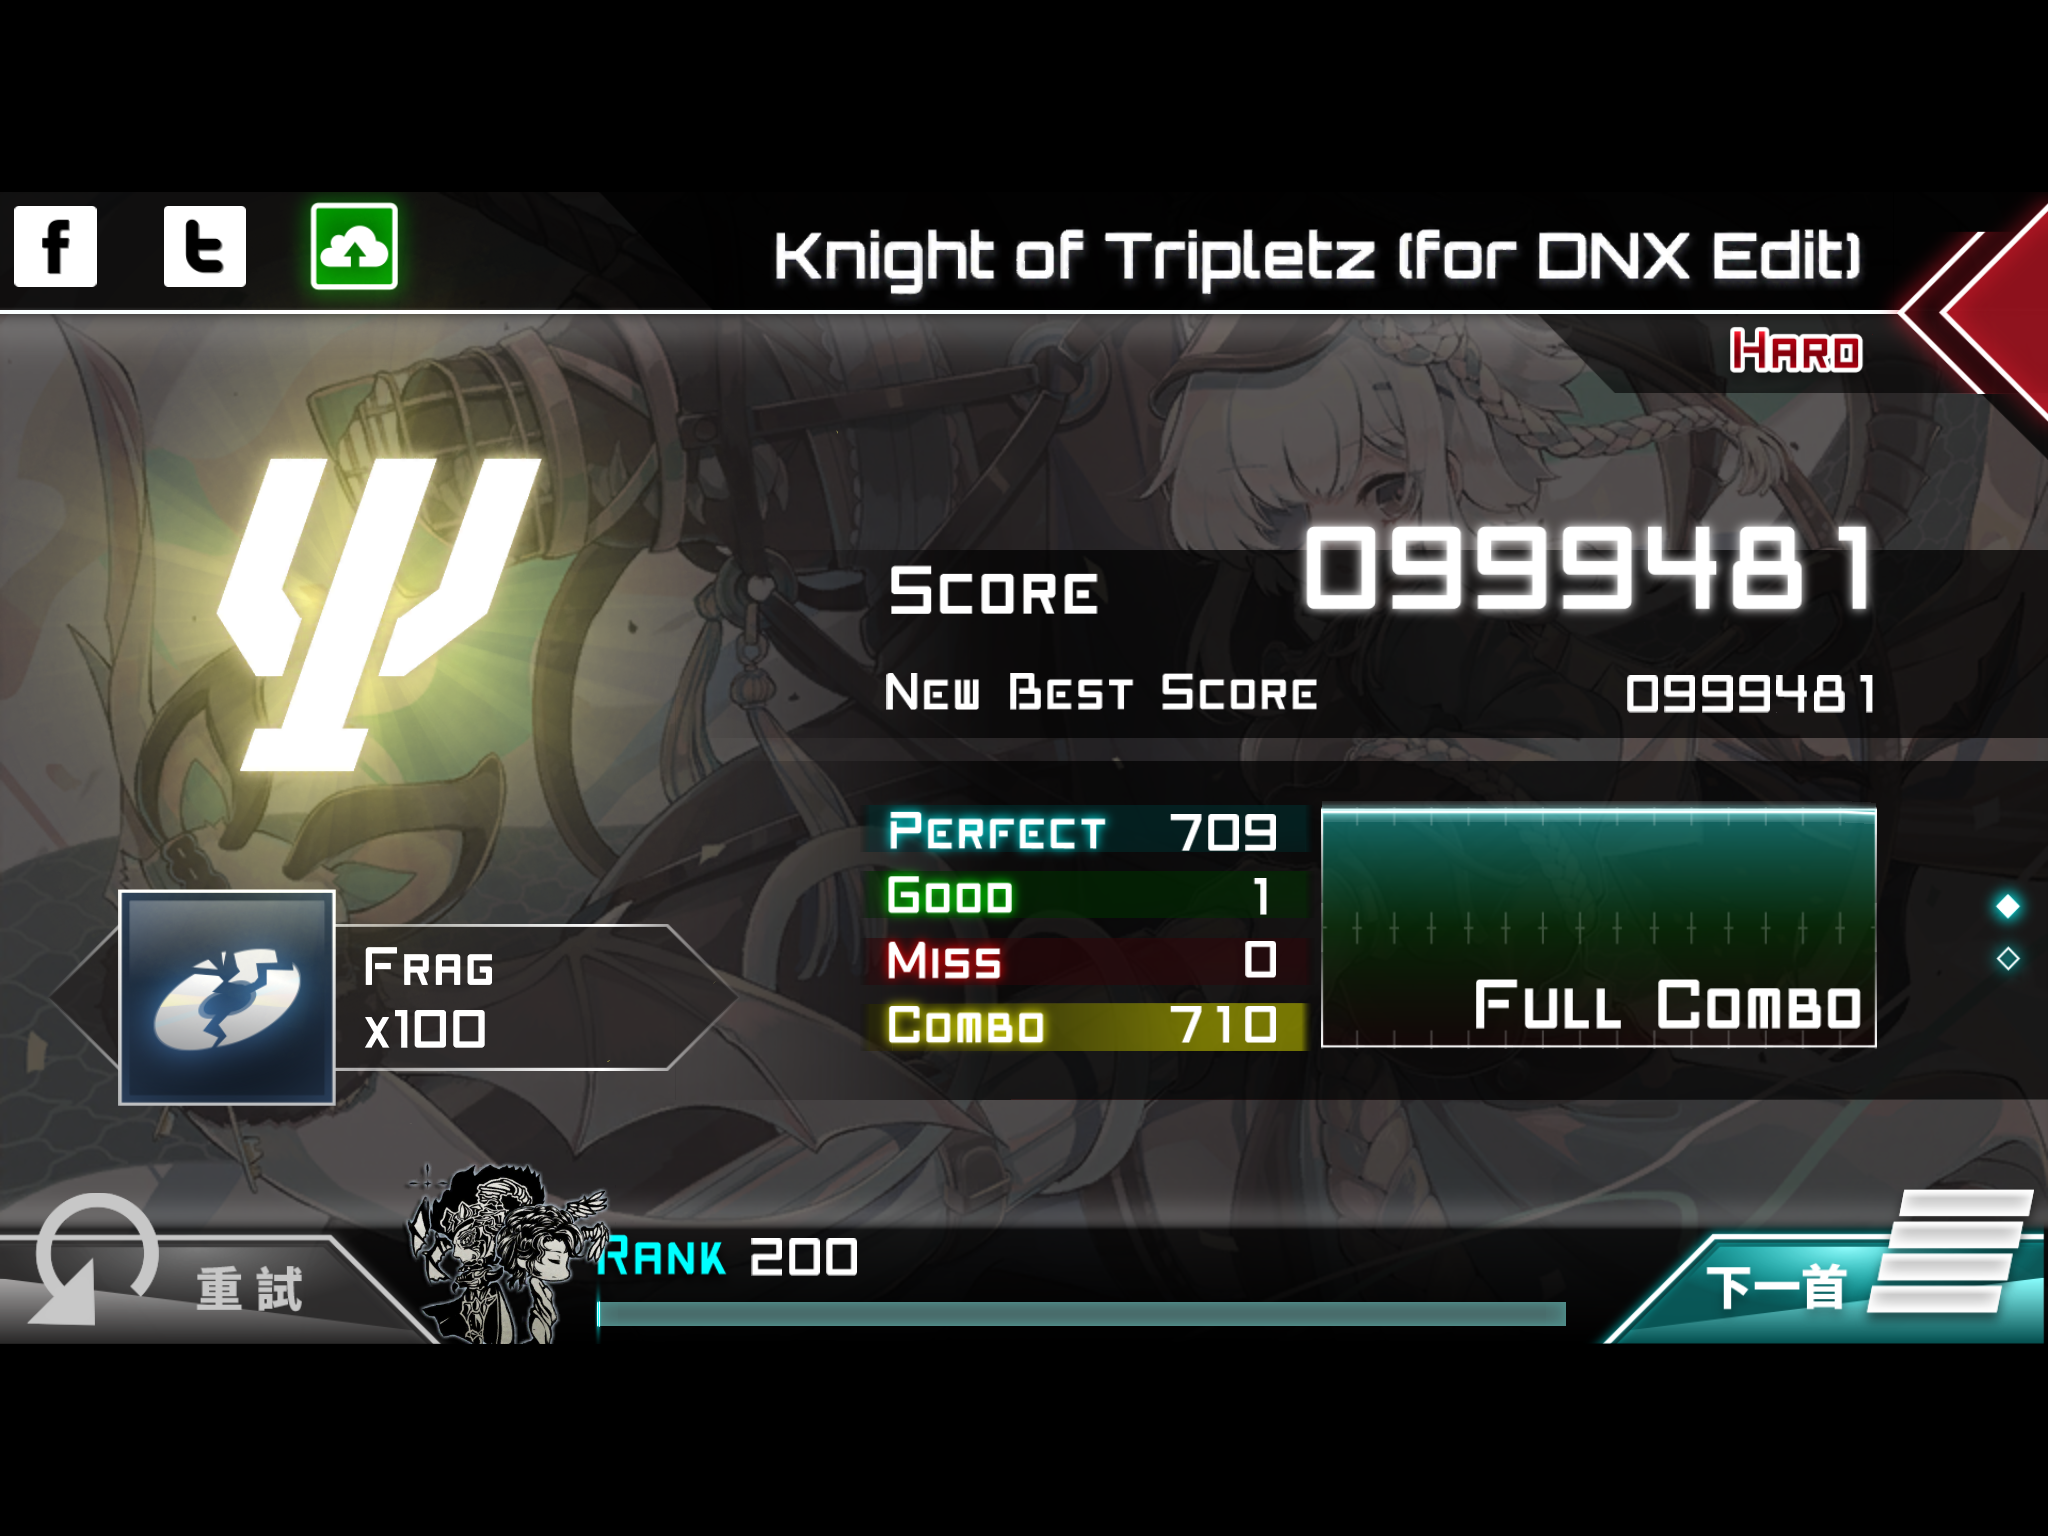 f
t
Knight of Tripletz (for DNX Edit)
Hard
Score 0999481
New Best Score 0999481
Perfect 709
Good 1
Miss 0
Combo 710
Full Combo
Frag
x100
重試
Rank 200
下一首